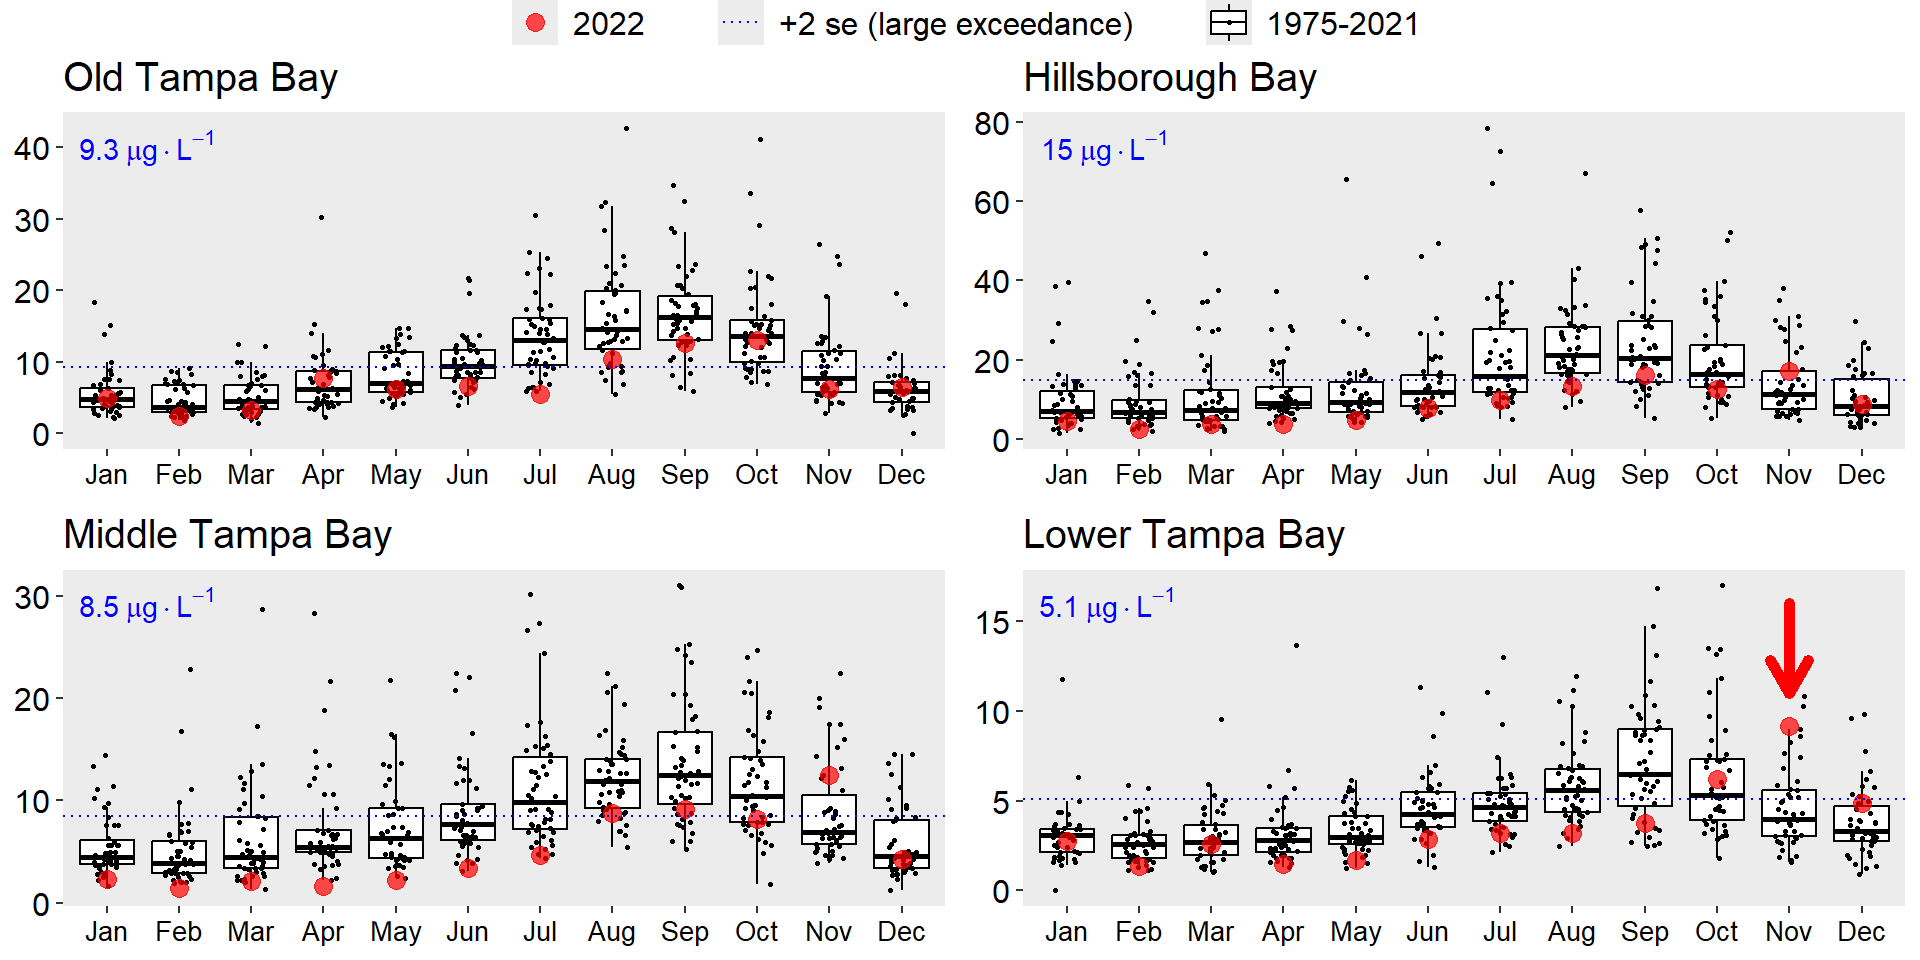 2022 +2 se (large exceedance) 1975-2021
Old Tampa Bay
9.3 μg·L⁻¹
40
30
20
10
0
Jan Feb Mar Apr May Jun Jul Aug Sep Oct Nov Dec
Hillsborough Bay
15 μg·L⁻¹
80
60
40
20
0
Jan Feb Mar Apr May Jun Jul Aug Sep Oct Nov Dec
Middle Tampa Bay
8.5 μg·L⁻¹
30
20
10
0
Jan Feb Mar Apr May Jun Jul Aug Sep Oct Nov Dec
Lower Tampa Bay
5.1 μg·L⁻¹
15
10
5
0
Jan Feb Mar Apr May Jun Jul Aug Sep Oct Nov Dec